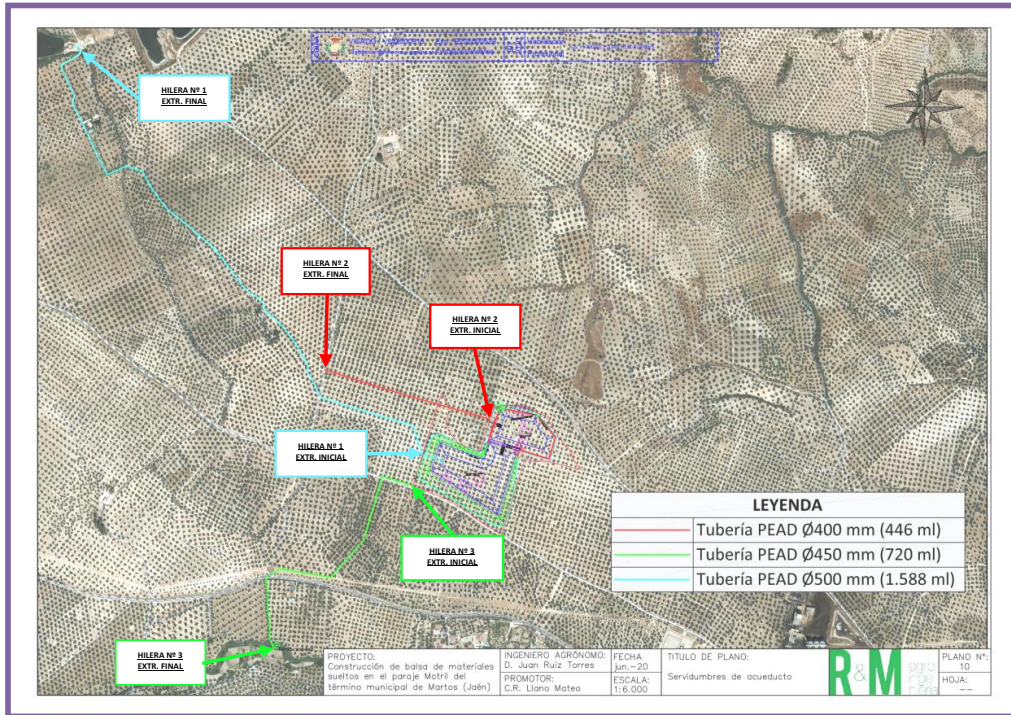 HILERA Nº 1
EXTR. FINAL
HILERA Nº 2
EXTR. FINAL
HILERA Nº 2
EXTR. INICIAL
HILERA Nº 1
EXTR. INICIAL
HILERA Nº 3
EXTR. INICIAL
HILERA Nº 3
EXTR. FINAL
LEYENDA
Tubería PEAD Ø400 mm (446 ml)
Tubería PEAD Ø450 mm (720 ml)
Tubería PEAD Ø500 mm (1.588 ml)
PROYECTO:
Construcción de balsa de materiales
sueltos en el paraje Motril del
término municipal de Martos (Jaén)
INGENIERO AGRÓNOMO:
D. Juan Ruiz Torres
PROMOTOR:
C.R. Llano Mateo
FECHA
jun.-20
ESCALA:
1:6.000
TITULO DE PLANO:
Servidumbres de acueducto
R&M
PLANO Nº:
10
HOJA:
--